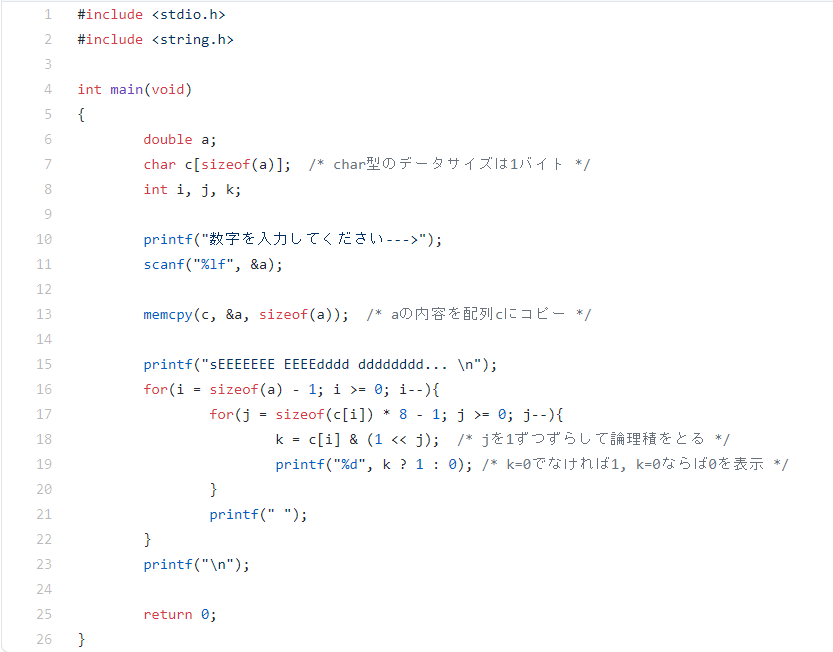 1 #include <stdio.h>
2 #include <string.h>
3
4 int main(void)
5 {
6         double a;
7         char c[sizeof(a)];  /* char型のデータサイズは1バイト */
8         int i, j, k;
9
10         printf("数字を入力してください--->");
11         scanf("%lf", &a);
12
13         memcpy(c, &a, sizeof(a));  /* aの内容を配列cにコピー */
14
15         printf("sEEEEEEE EEEEdddd dddddddd... \n");
16         for(i = sizeof(a) - 1; i >= 0; i--){
17                 for(j = sizeof(c[i]) * 8 - 1; j >= 0; j--){
18                         k = c[i] & (1 << j);  /* jを1ずつずらして論理積をとる */
19                         printf("%d", k ? 1 : 0); /* k=0でなければ1, k=0ならば0を表示 */
20                 }
21                 printf(" ");
22         }
23         printf("\n");
24
25         return 0;
26 }